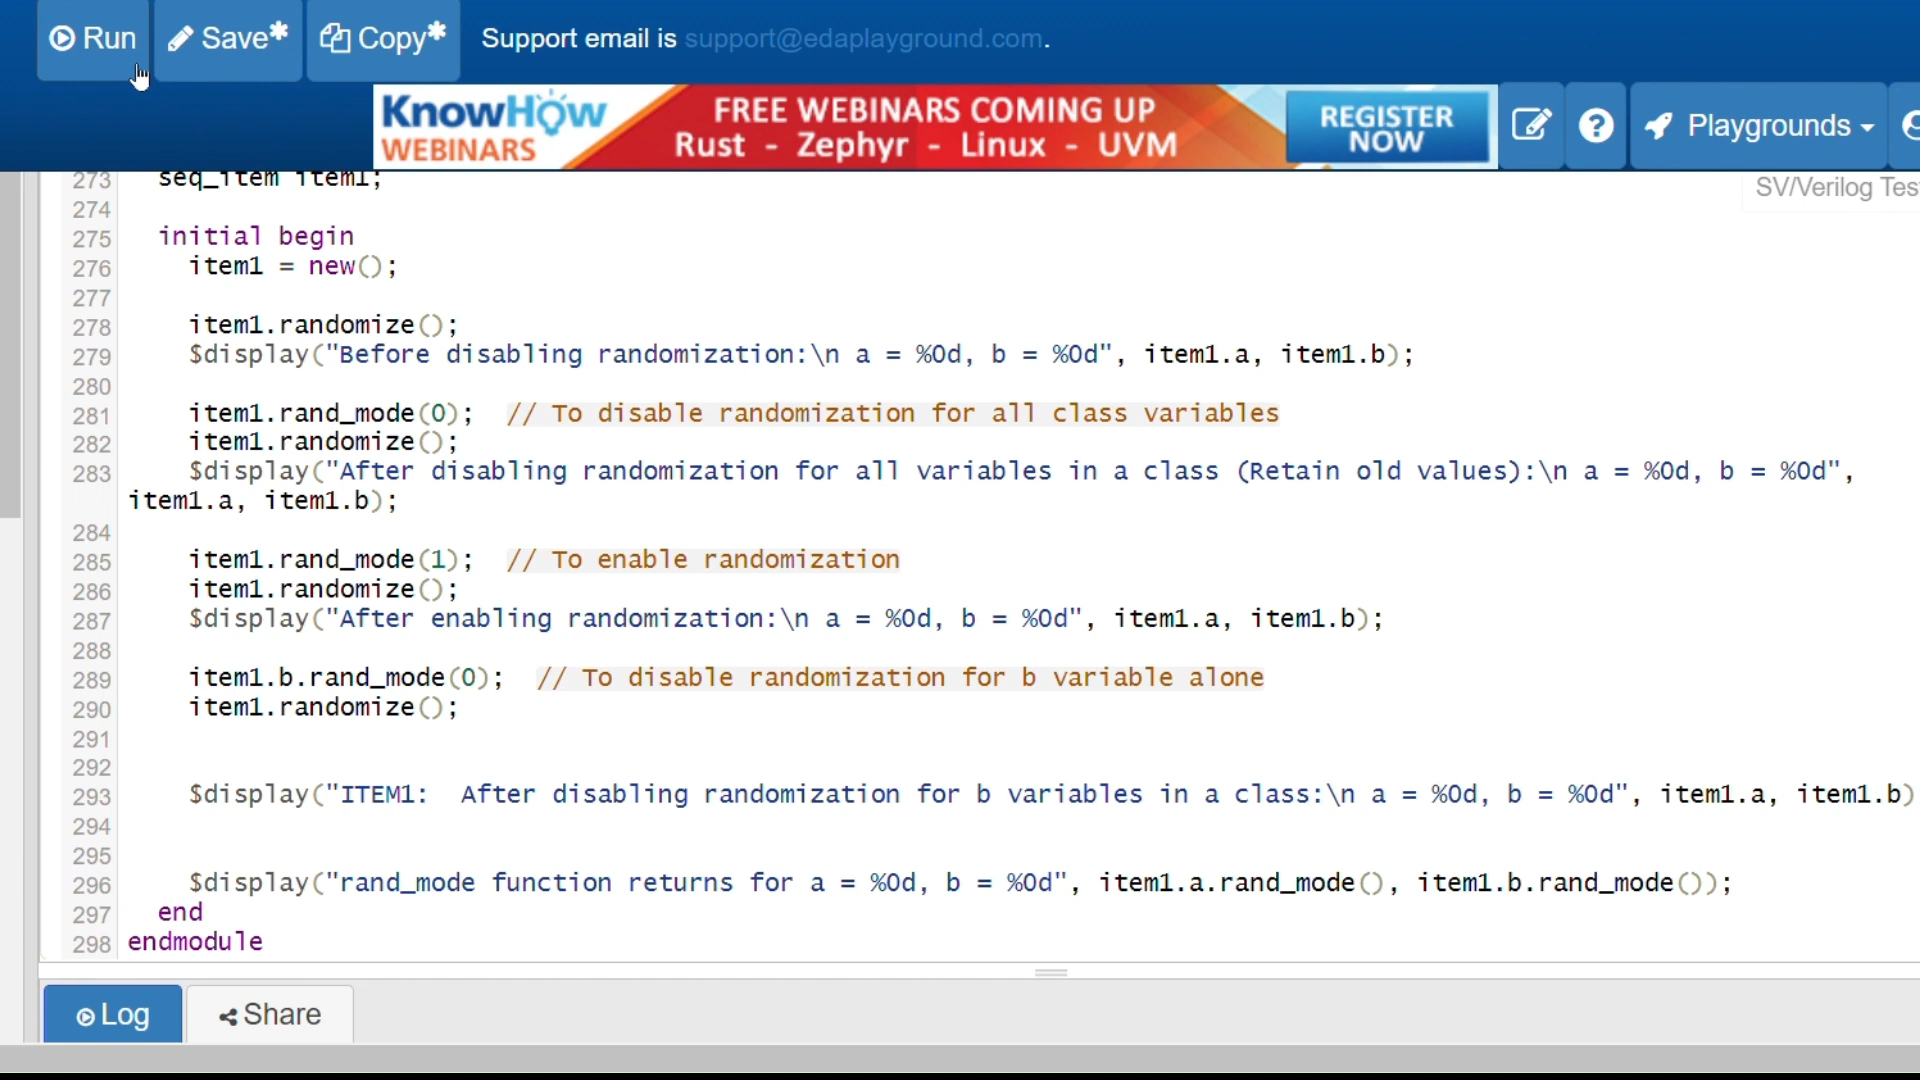 Run Save* Copy* Support email is support@edaplayground.com.
KnowHow WEBINARS
FREE WEBINARS COMING UP
Rust - Zephyr - Linux - UVM
REGISTER NOW
Playgrounds
SV/Verilog Tes
273 seq_item item1;
274
275 initial begin
276 item1 = new();
277
278 item1.randomize();
279 $display("Before disabling randomization:\n a = %0d, b = %0d", item1.a, item1.b);
280
281 item1.rand_mode(0); // To disable randomization for all class variables
282 item1.randomize();
283 $display("After disabling randomization for all variables in a class (Retain old values):\n a = %0d, b = %0d",
item1.a, item1.b);
284
285 item1.rand_mode(1); // To enable randomization
286 item1.randomize();
287 $display("After enabling randomization:\n a = %0d, b = %0d", item1.a, item1.b);
288
289 item1.b.rand_mode(0); // To disable randomization for b variable alone
290 item1.randomize();
291
292
293 $display("ITEM1: After disabling randomization for b variables in a class:\n a = %0d, b = %0d", item1.a, item1.b)
294
295
296 $display("rand_mode function returns for a = %0d, b = %0d", item1.a.rand_mode(), item1.b.rand_mode());
297 end
298 endmodule
Log Share